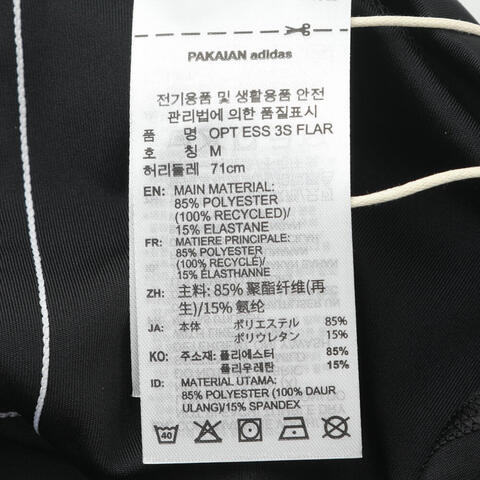 PAKAIAN adidas
전기용품 및 생활용품 안전
관리법에 의한 품질표시
품 명 OPT ESS 3S FLAR
호 칭 M
허리둘레 71cm
EN: MAIN MATERIAL:
85% POLYESTER
(100% RECYCLED)/
15% ELASTANE
FR: MATIERE PRINCIPALE:
85% POLYESTER
(100% RECYCLÉ)/
15% ÉLASTHANNE
ZH: 主料: 85% 聚酯纤维(再
生)/15% 氨纶
JA: 本体 ポリエステル 85%
ポリウレタン 15%
KO: 주소재: 폴리에스터 85%
폴리우레탄 15%
ID: MATERIAL UTAMA:
85% POLYESTER (100% DAUR
ULANG)/15% SPANDEX
40